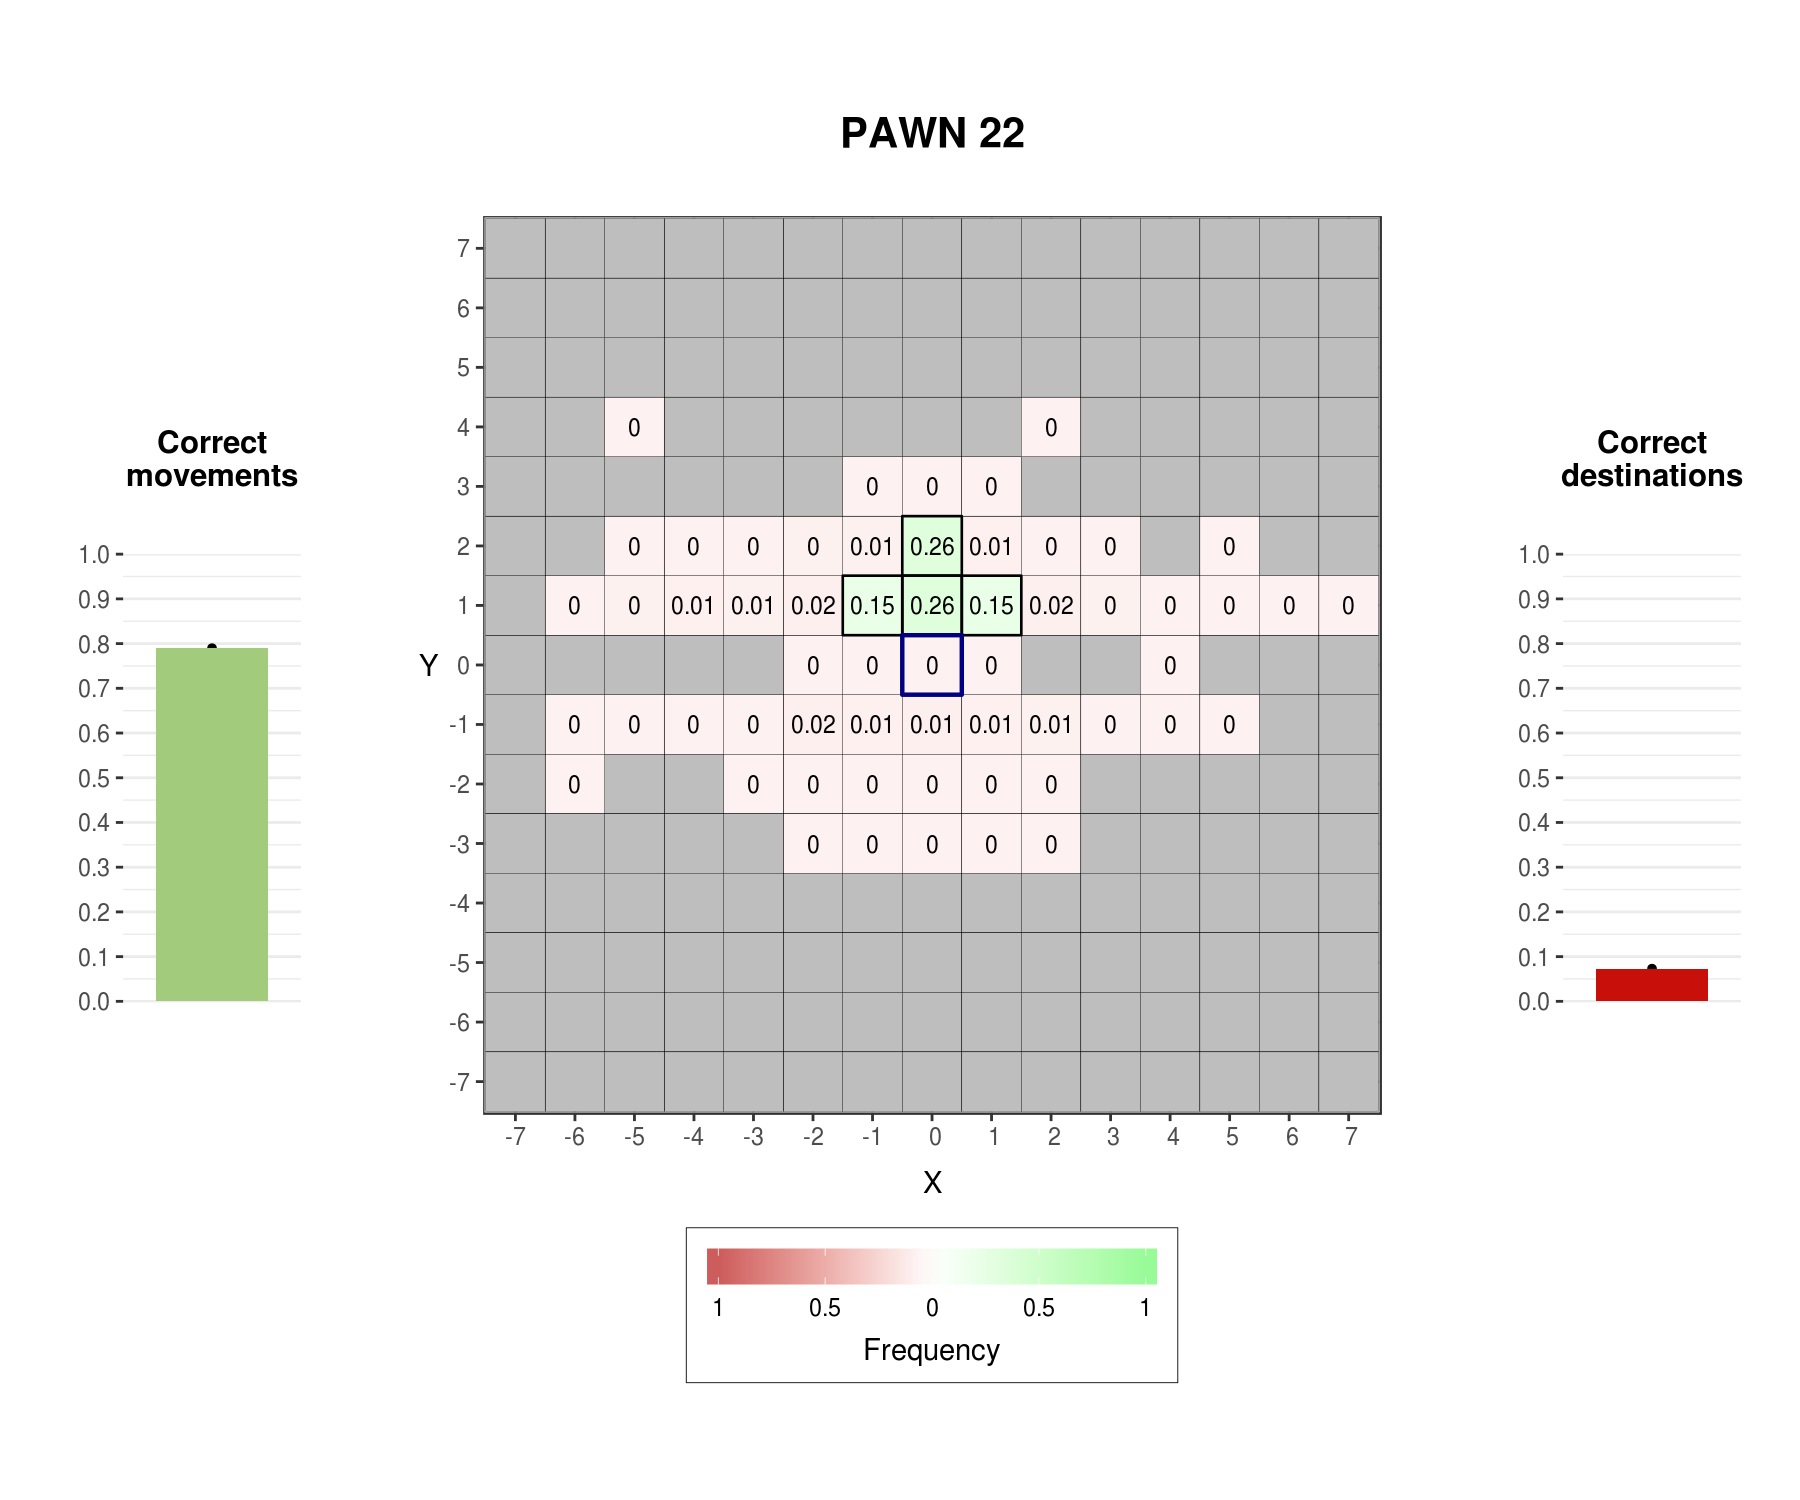 PAWN 22
Correct
movements
1.0
0.9
0.8
0.7
0.6
0.5
0.4
0.3
0.2
0.1
0.0
7
6
5
4 0 0
3 0 0 0
2 0 0 0 0 0.01 0.26 0.01 0 0 0
1 0 0 0.01 0.01 0.02 0.15 0.26 0.15 0.02 0 0 0 0 0
Y 0 0 0 0 0 0
-1 0 0 0 0 0.02 0.01 0.01 0.01 0.01 0 0 0
-2 0 0 0 0 0 0 0
-3 0 0 0 0 0
-4
-5
-6
-7
-7 -6 -5 -4 -3 -2 -1 0 1 2 3 4 5 6 7
X
1 0.5 0 0.5 1
Frequency
Correct
destinations
1.0
0.9
0.8
0.7
0.6
0.5
0.4
0.3
0.2
0.1
0.0